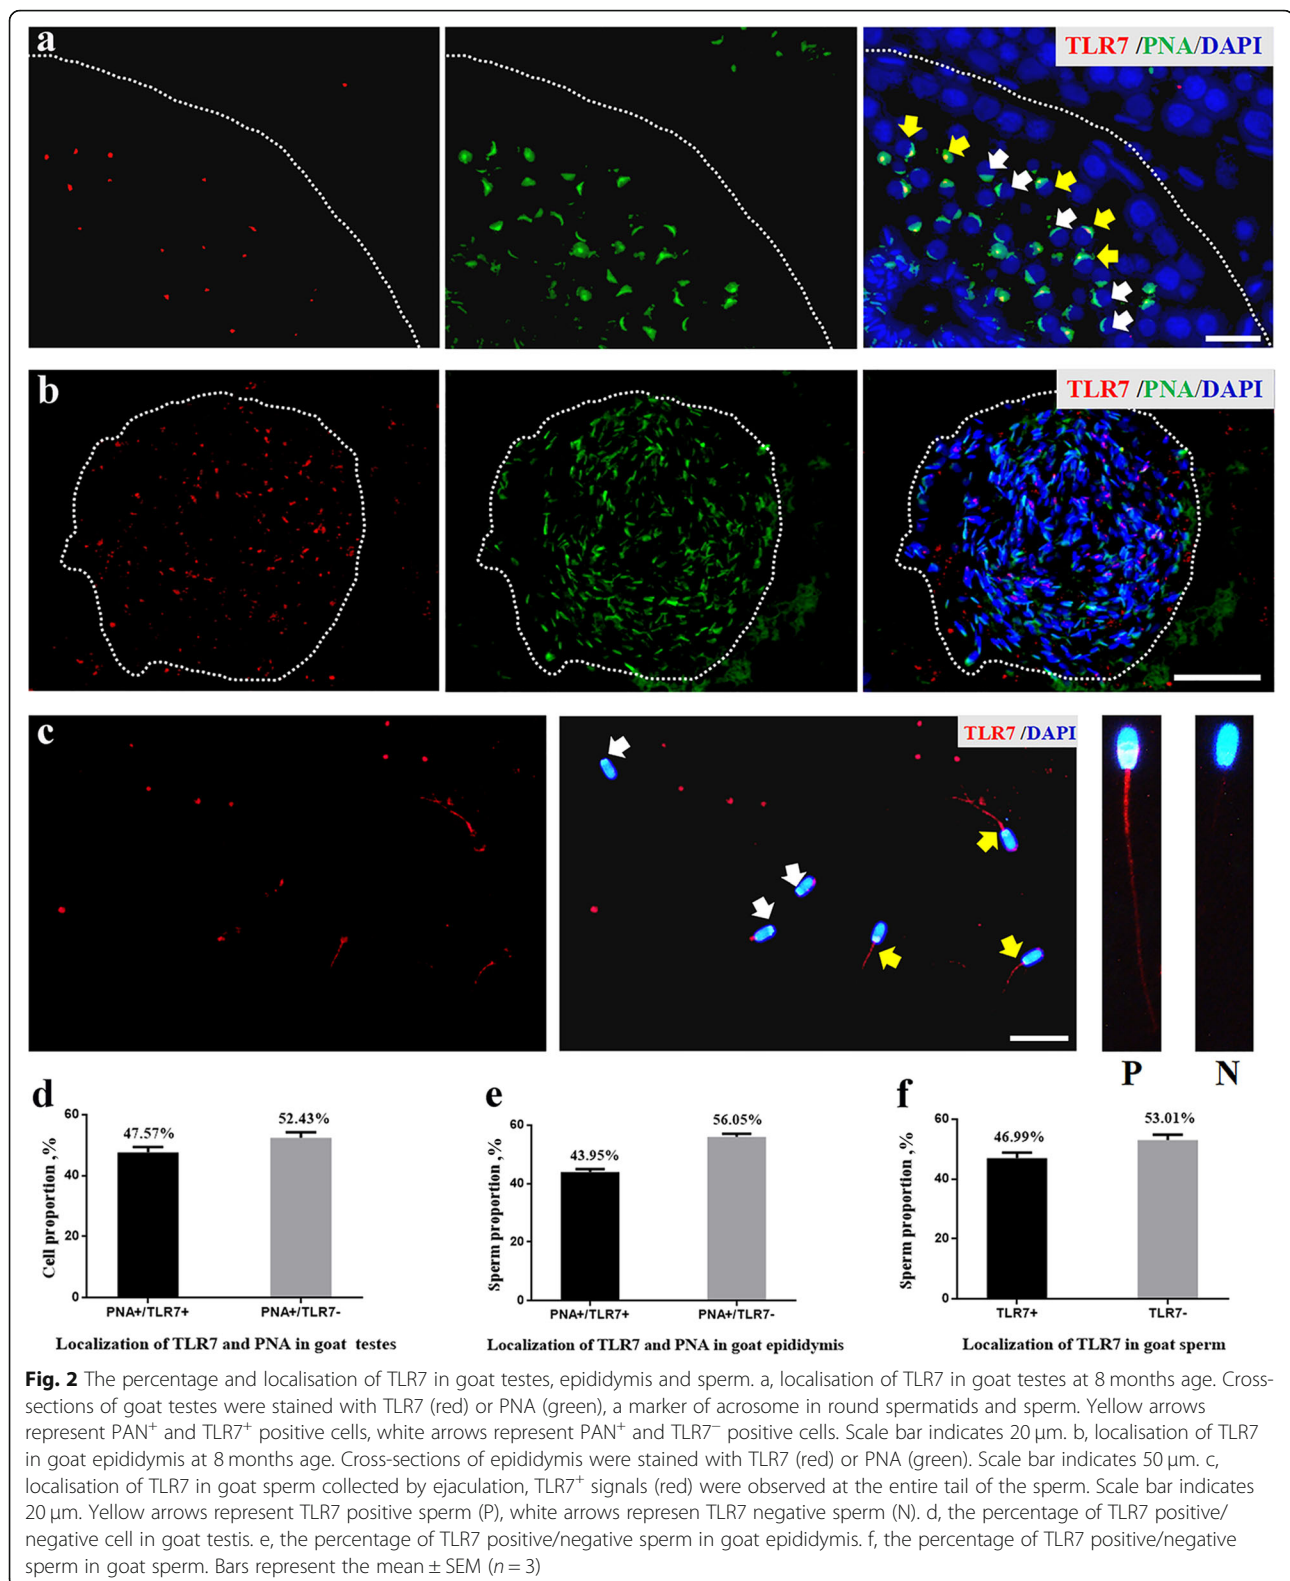 a
TLR7 /PNA/DAPI
b
TLR7 /PNA/DAPI
c
TLR7 /DAPI
P
N
d
60
40
20
0
Cell proportion ,%
47.57%
52.43%
PNA+/TLR7+
PNA+/TLR7-
Localization of TLR7 and PNA in goat testes
e
60
40
20
0
Sperm proportion ,%
43.95%
56.05%
PNA+/TLR7+
PNA+/TLR7-
Localization of TLR7 and PNA in goat epididymis
f
60
40
20
0
Sperm proportion ,%
46.99%
53.01%
TLR7+
TLR7-
Localization of TLR7 in goat sperm
Fig. 2 The percentage and localisation of TLR7 in goat testes, epididymis and sperm. a, localisation of TLR7 in goat testes at 8 months age. Cross-
sections of goat testes were stained with TLR7 (red) or PNA (green), a marker of acrosome in round spermatids and sperm. Yellow arrows
represent PAN⁺ and TLR7⁺ positive cells, white arrows represent PAN⁺ and TLR7⁻ positive cells. Scale bar indicates 20 μm. b, localisation of TLR7
in goat epididymis at 8 months age. Cross-sections of epididymis were stained with TLR7 (red) or PNA (green). Scale bar indicates 50 μm. c,
localisation of TLR7 in goat sperm collected by ejaculation, TLR7⁺ signals (red) were observed at the entire tail of the sperm. Scale bar indicates
20 μm. Yellow arrows represent TLR7 positive sperm (P), white arrows represen TLR7 negative sperm (N). d, the percentage of TLR7 positive/
negative cell in goat testis. e, the percentage of TLR7 positive/negative sperm in goat epididymis. f, the percentage of TLR7 positive/negative
sperm in goat sperm. Bars represent the mean ± SEM (n = 3)